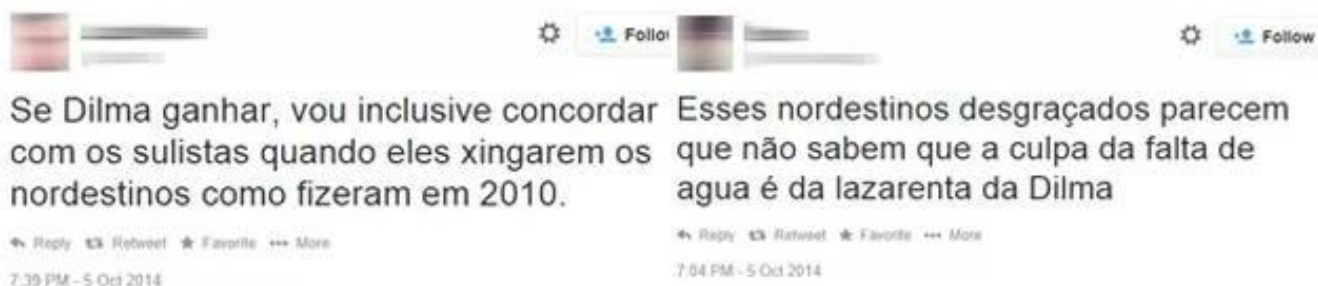 Follow
Se Dilma ganhar, vou inclusive concordar
com os sulistas quando eles xingarem os
nordestinos como fizeram em 2010.
Reply Retweet Favorite More
7:39 PM - 5 Oct 2014
Follow
Esses nordestinos desgraçados parecem
que não sabem que a culpa da falta de
agua é da lazarenta da Dilma
Reply Retweet Favorite More
7:04 PM - 5 Oct 2014